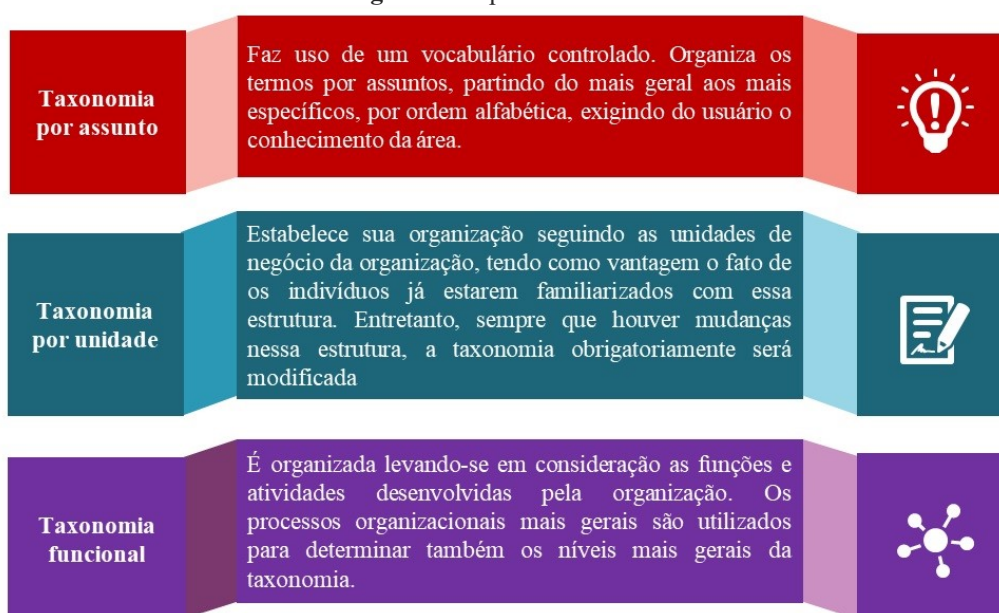 Taxonomia
por assunto
Faz uso de um vocabulário controlado. Organiza os
termos por assuntos, partindo do mais geral aos mais
específicos, por ordem alfabética, exigindo do usuário o
conhecimento da área.
Taxonomia
por unidade
Estabelece sua organização seguindo as unidades de
negócio da organização, tendo como vantagem o fato de
os indivíduos já estarem familiarizados com essa
estrutura. Entretanto, sempre que houver mudanças
nessa estrutura, a taxonomia obrigatoriamente será
modificada
Taxonomia
funcional
É organizada levando-se em consideração as funções e
atividades desenvolvidas pela organização. Os
processos organizacionais mais gerais são utilizados
para determinar também os níveis mais gerais da
taxonomia.